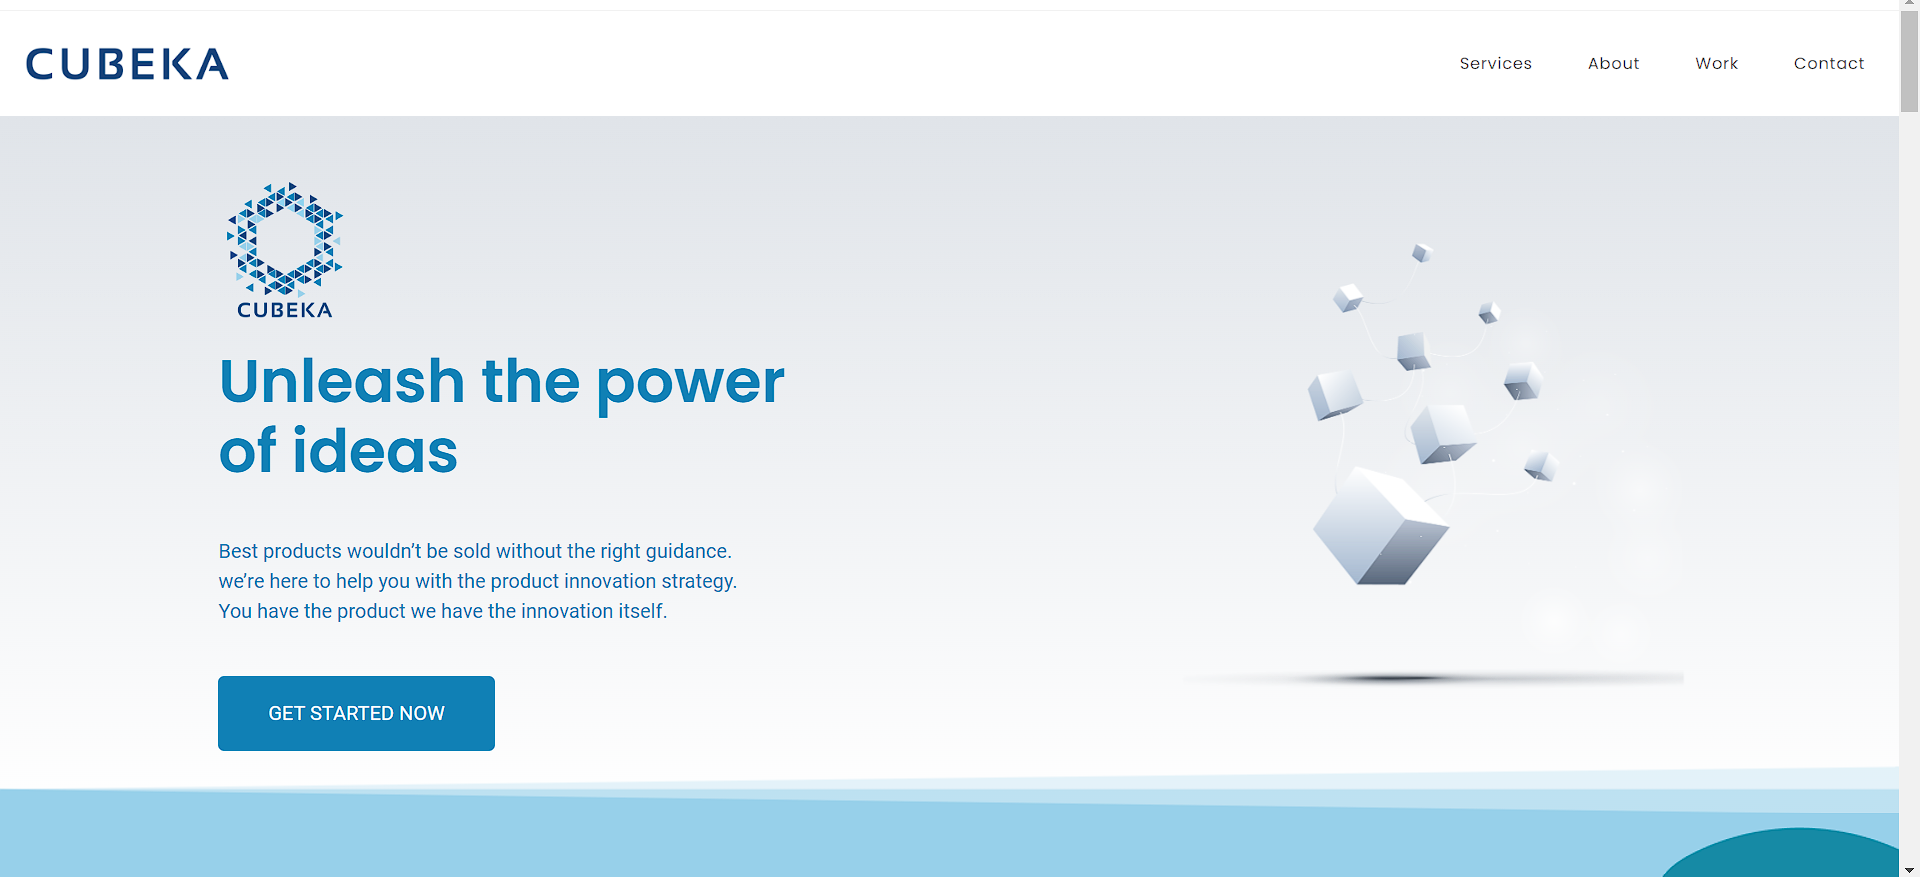 CUBEKA
Services
About
Work
Contact
CUBEKA
Unleash the power
of ideas
Best products wouldn’t be sold without the right guidance.
we’re here to help you with the product innovation strategy.
You have the product we have the innovation itself.
GET STARTED NOW